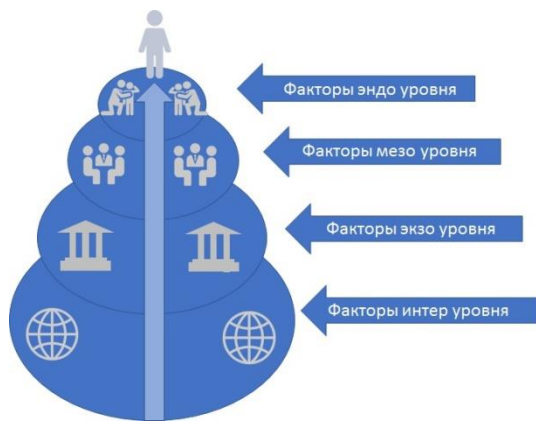 Факторы эндо уровня
Факторы мезо уровня
Факторы экзо уровня
Факторы интер уровня